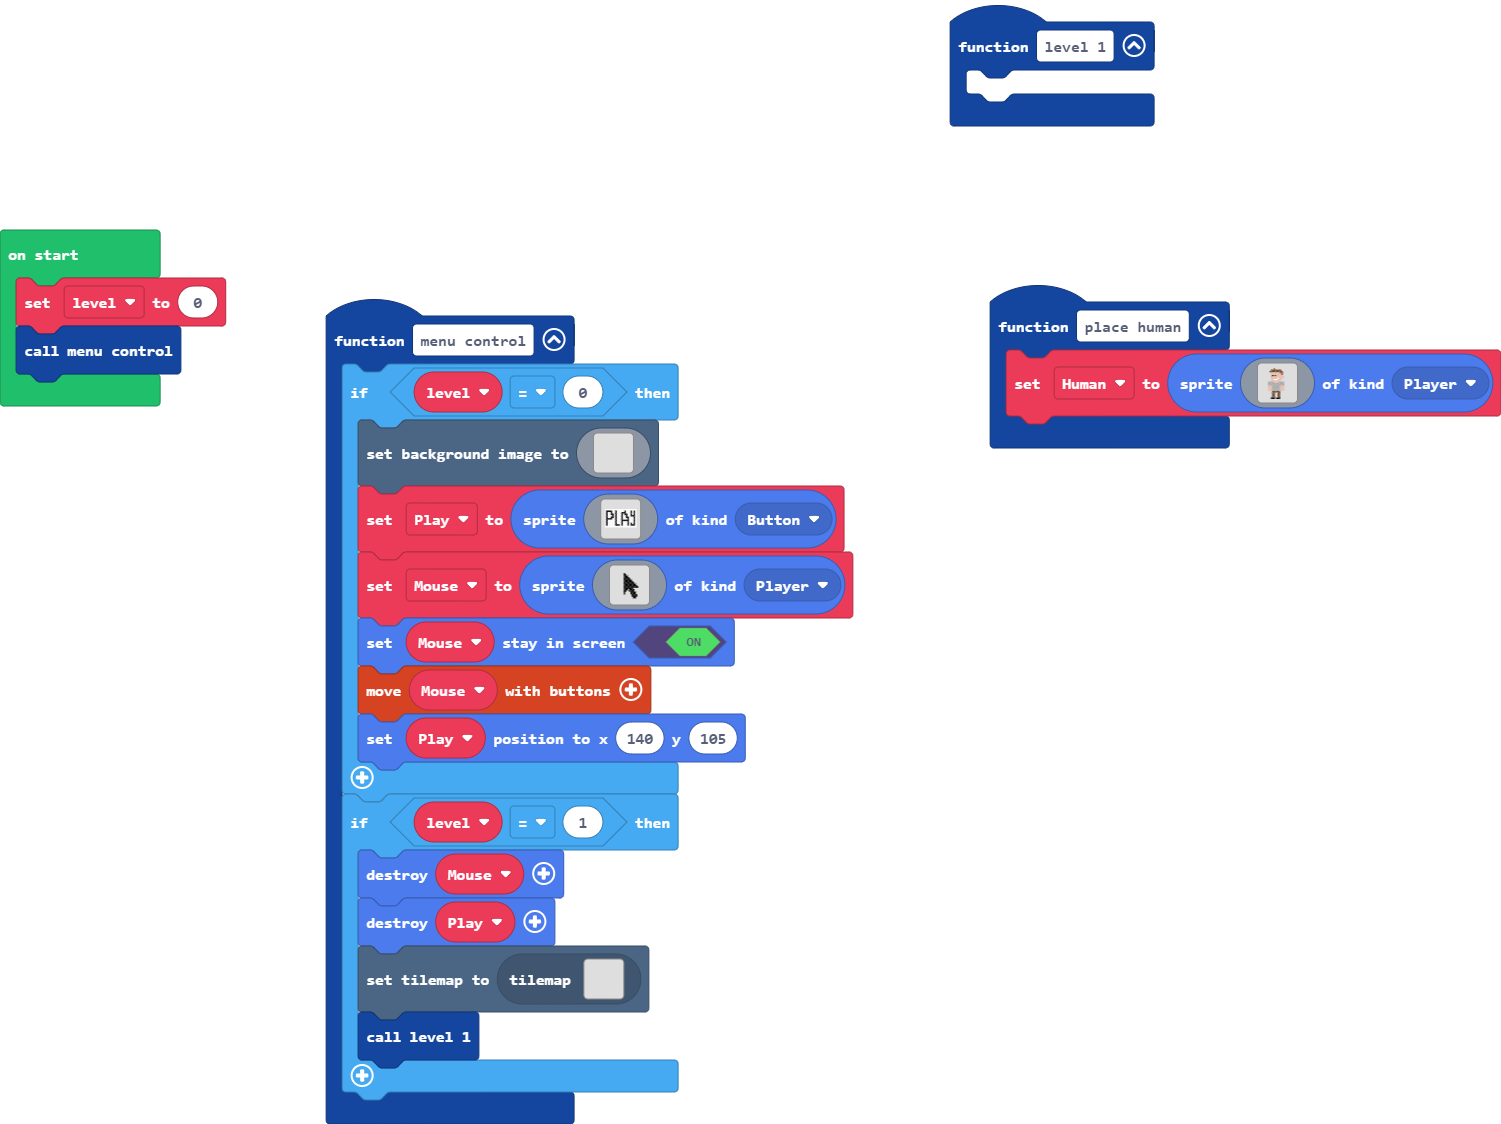 function level 1
on start
set level to 0
call menu control
function menu control
if level = 0 then
set background image to
set Play to sprite PLAY of kind Button
set Mouse to sprite of kind Player
set Mouse stay in screen ON
move Mouse with buttons
set Play position to x 140 y 105
if level = 1 then
destroy Mouse
destroy Play
set tilemap to tilemap
call level 1
function place human
set Human to sprite of kind Player